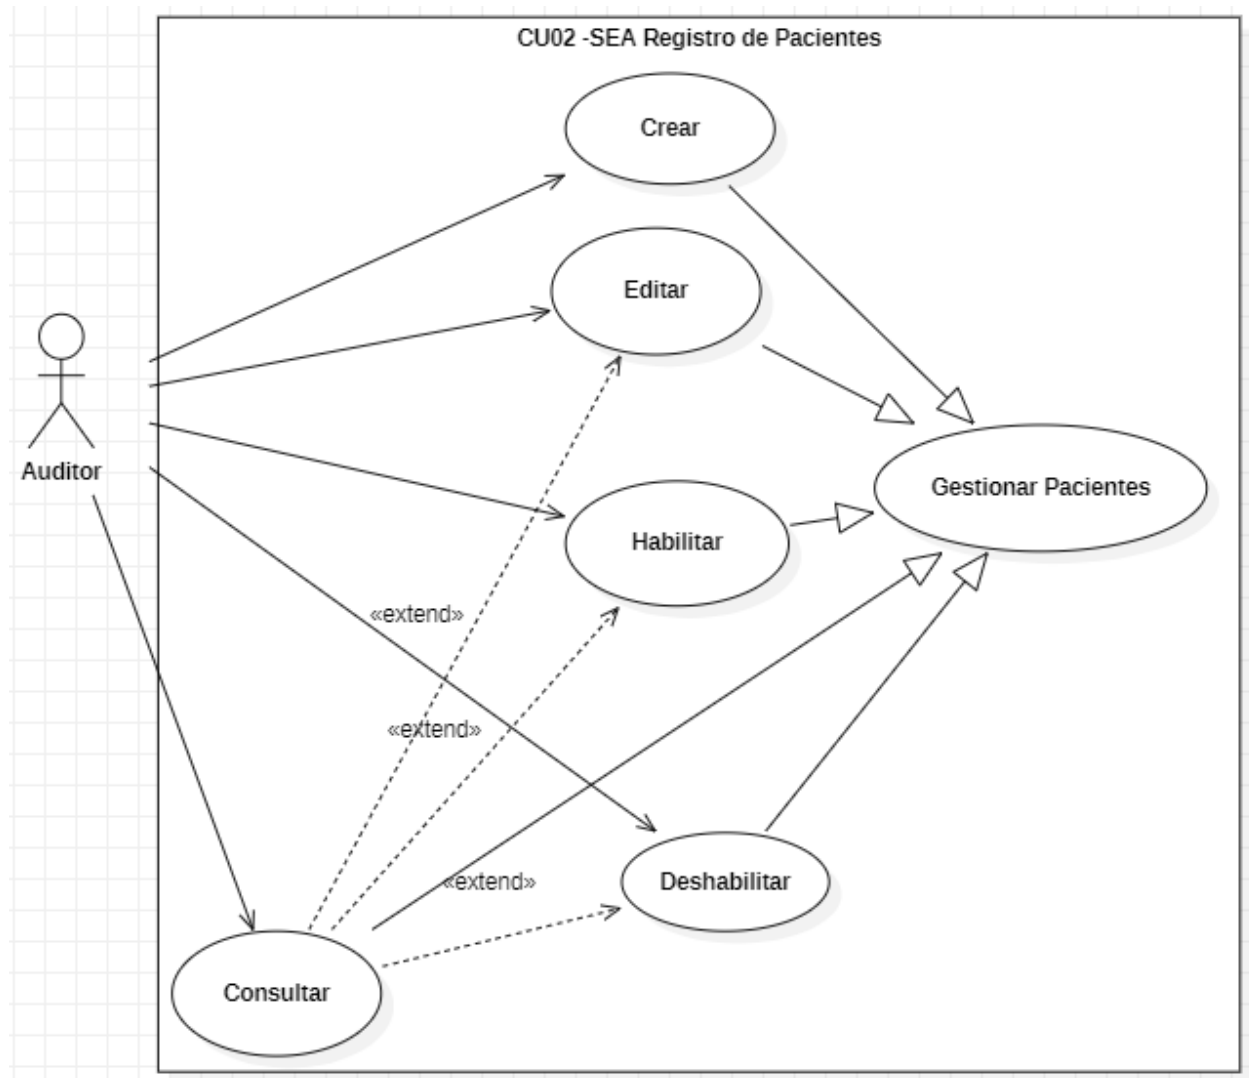 CU02 -SEA Registro de Pacientes
Crear
Editar
Auditor
Gestionar Pacientes
Habilitar
«extend»
«extend»
«extend»
Deshabilitar
Consultar